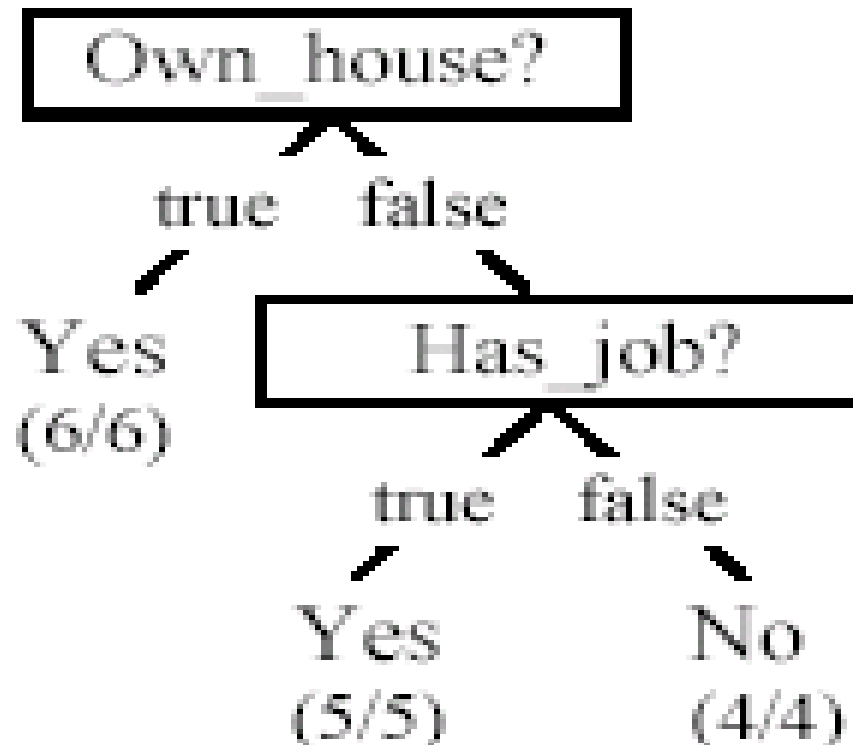 Own_house?
true false
Yes
(6/6)
Has_job?
true false
Yes No
(5/5) (4/4)